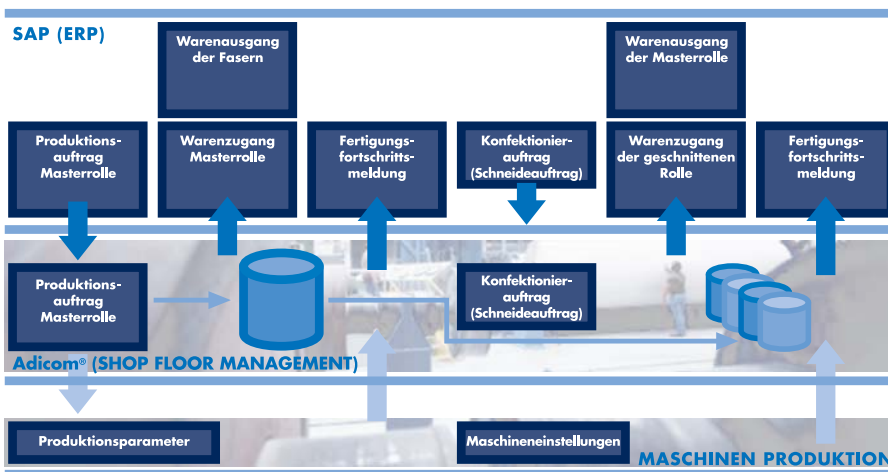 SAP (ERP)
Warenausgang
der Fasern
Warenausgang
der Masterrolle
Produktions-
auftrag
Masterrolle
Warenzugang
Masterrolle
Fertigungs-
fortschritts-
meldung
Konfektionier-
auftrag
(Schneideauftrag)
Warenzugang
der geschnittenen
Rolle
Fertigungs-
fortschritts-
meldung
Produktions-
auftrag
Masterrolle
Konfektionier-
auftrag
(Schneideauftrag)
Adicom® (SHOP FLOOR MANAGEMENT)
Produktionsparameter
Maschineneinstellungen
MASCHINEN PRODUKTION